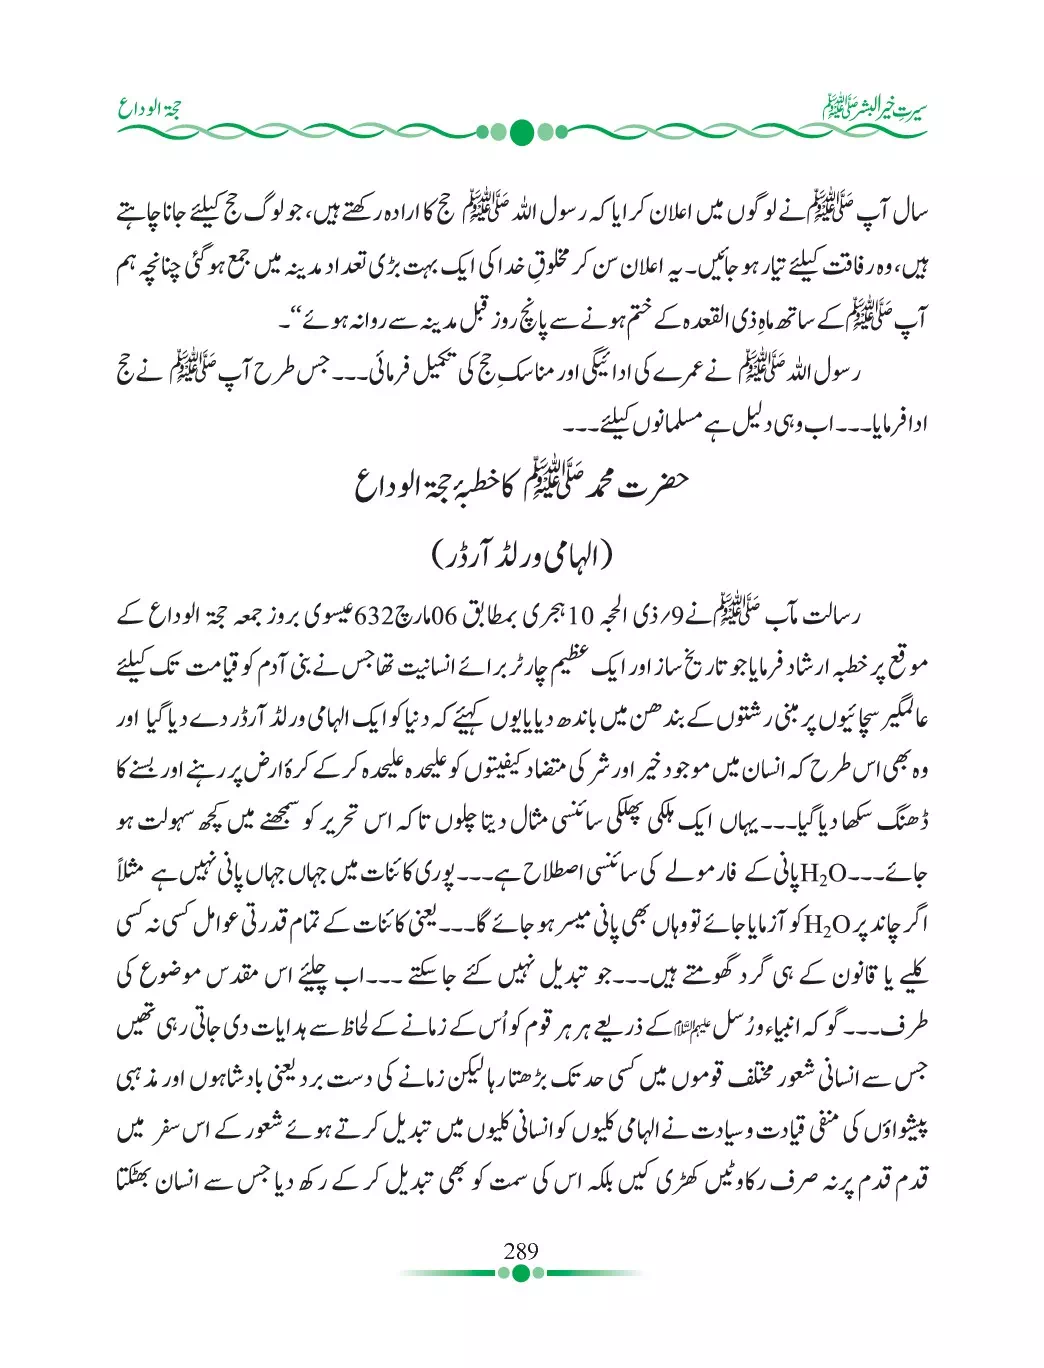 سیرتِ خیر البشر ﷺ
حجۃ الوداع
سال آپ ﷺ نے لوگوں میں اعلان کرایا کہ رسول اللہ ﷺ حج کا ارادہ رکھتے ہیں، جو لوگ حج کیلئے جانا چاہتے
ہیں، وہ رفاقت کیلئے تیار ہو جائیں۔ یہ اعلان سن کر مخلوقِ خدا کی ایک بہت بڑی تعداد مدینہ میں جمع ہو گئی چنانچہ ہم
آپ ﷺ کے ساتھ ماہِ ذی القعدہ کے ختم ہونے سے پانچ روز قبل مدینہ سے روانہ ہوئے“۔
رسول اللہ ﷺ نے عمرے کی ادائیگی اور مناسکِ حج کی تکمیل فرمائی۔۔۔ جس طرح آپ ﷺ نے حج
ادا فرمایا۔۔۔ اب وہی دلیل ہے مسلمانوں کیلئے۔۔۔
حضرت محمد ﷺ کا خطبۂ حجۃ الوداع
(الہامی ورلڈ آرڈر)
رسالت مآب ﷺ نے 9؍ ذی الحجہ 10 ہجری بمطابق 06 مارچ 632 عیسوی بروز جمعہ حجۃ الوداع کے
موقع پر خطبہ ارشاد فرمایا جو تاریخ ساز اور ایک عظیم چارٹر برائے انسانیت تھا جس نے بنی آدم کو قیامت تک کیلئے
عالمگیر سچائیوں پر مبنی رشتوں کے بندھن میں باندھ دیا یا یوں کہیئے کہ دنیا کو ایک الہامی ورلڈ آرڈر دے دیا گیا اور
وہ بھی اس طرح کہ انسان میں موجود خیر اور شر کی متضاد کیفیتوں کو علیحدہ علیحدہ کر کے کرۂ ارض پر رہنے اور بسنے کا
ڈھنگ سکھا دیا گیا۔۔۔ یہاں ایک ہلکی پھلکی سائنسی مثال دیتا چلوں تاکہ اس تحریر کو سمجھنے میں کچھ سہولت ہو
جائے۔۔۔ H₂O پانی کے فارمولے کی سائنسی اصطلاح ہے۔۔۔ پوری کائنات میں جہاں جہاں پانی نہیں ہے مثلاً
اگر چاند پر H₂O کو آزمایا جائے تو وہاں بھی پانی میسر ہو جائے گا۔۔۔ یعنی کائنات کے تمام قدرتی عوامل کسی نہ کسی
کلیے یا قانون کے ہی گرد گھومتے ہیں۔۔۔ جو تبدیل نہیں کئے جا سکتے ۔۔۔ اب چلیئے اس مقدس موضوع کی
طرف۔۔۔ گو کہ انبیاء و رُسل علیہم السلام کے ذریعے ہر ہر قوم کو اُس کے زمانے کے لحاظ سے ہدایات دی جاتی رہی تھیں
جس سے انسانی شعور مختلف قوموں میں کسی حد تک بڑھتا رہا لیکن زمانے کی دست برد یعنی بادشاہوں اور مذہبی
پیشواؤں کی منفی قیادت و سیادت نے الہامی کلیوں کو انسانی کلیوں میں تبدیل کرتے ہوئے شعور کے اس سفر میں
قدم قدم پر نہ صرف رکاوٹیں کھڑی کیں بلکہ اس کی سمت کو بھی تبدیل کر کے رکھ دیا جس سے انسان بھٹکتا
289